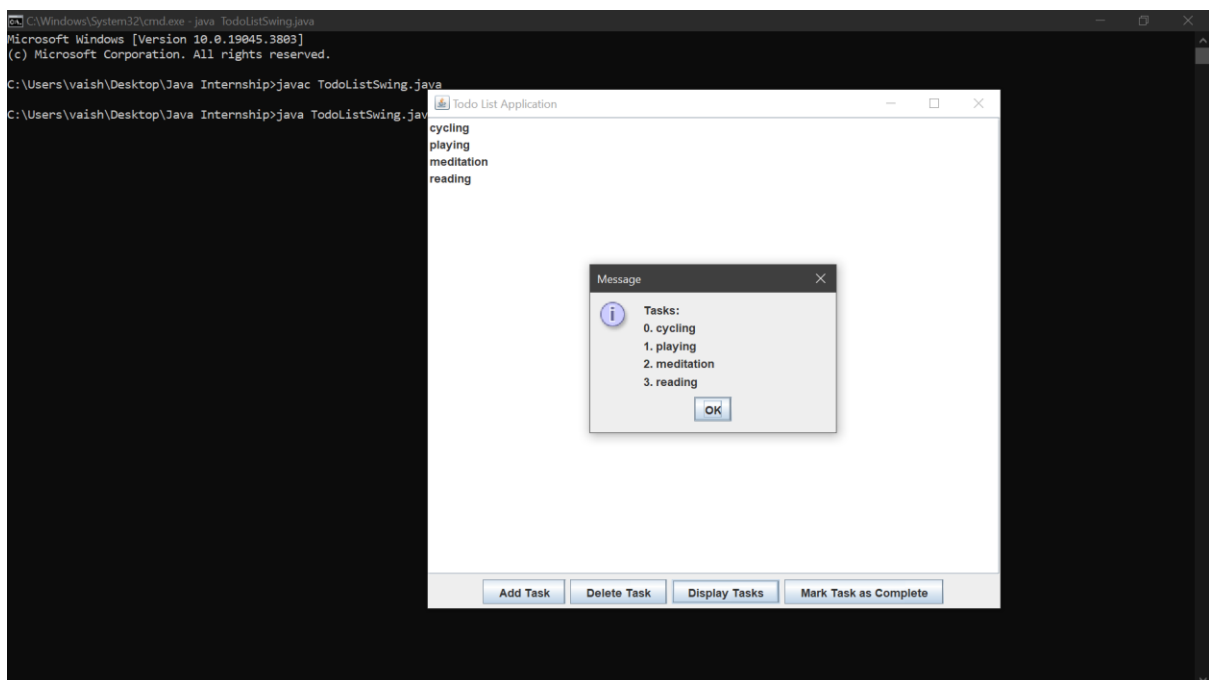 C:\Windows\System32\cmd.exe - java TodoListSwing.java
Microsoft Windows [Version 10.0.19045.3803]
(c) Microsoft Corporation. All rights reserved.
C:\Users\vaish\Desktop\Java Internship>javac TodoListSwing.java
C:\Users\vaish\Desktop\Java Internship>java TodoListSwing.jav
Todo List Application
cycling
playing
meditation
reading
Message
Tasks:
0. cycling
1. playing
2. meditation
3. reading
OK
Add Task Delete Task Display Tasks Mark Task as Complete